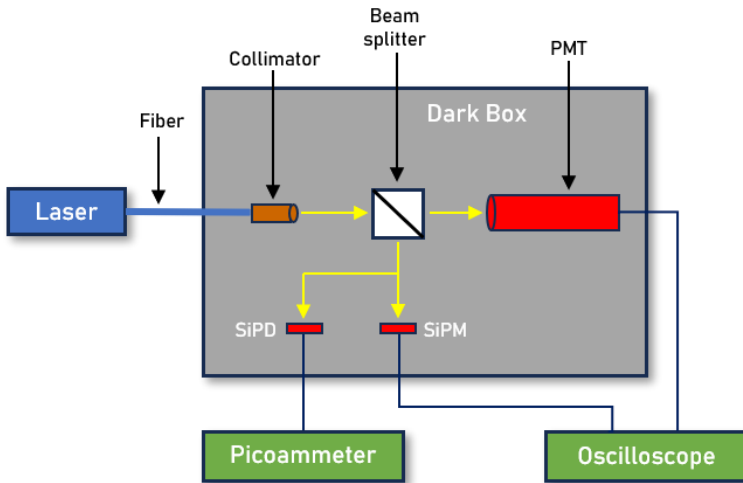 Beam
splitter
Collimator
PMT
Fiber
Dark Box
Laser
SiPD
SiPM
Picoammeter
Oscilloscope